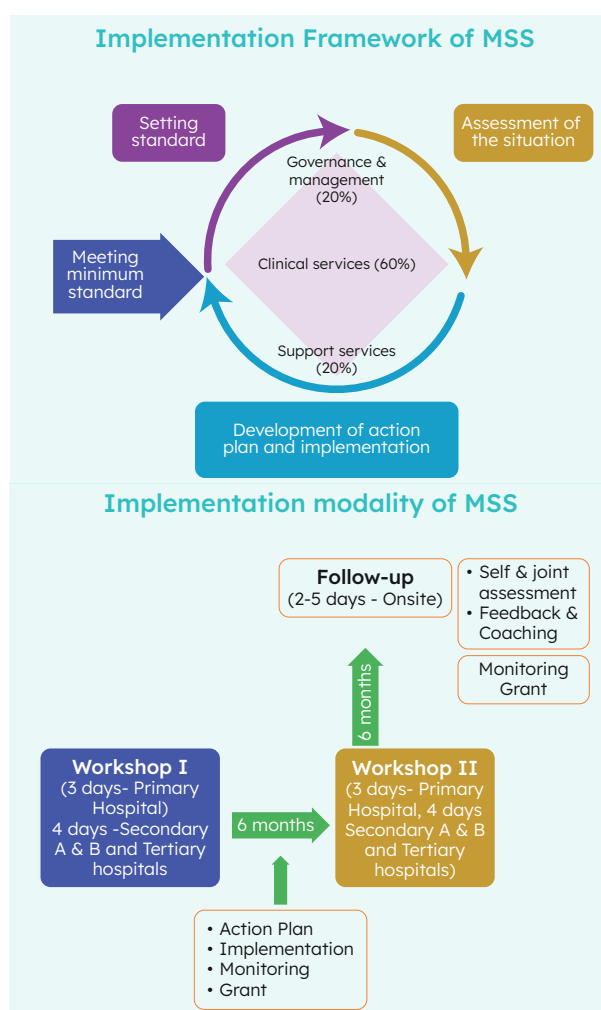 Implementation Framework of MSS
Setting
standard
Assessment of
the situation
Governance &
management
(20%)
Meeting
minimum
standard
Clinical services (60%)
Support services
(20%)
Development of action
plan and implementation
Implementation modality of MSS
Follow-up
(2-5 days - Onsite)
• Self & joint
assessment
• Feedback &
Coaching
Monitoring
Grant
6 months
Workshop I
(3 days- Primary
Hospital)
4 days -Secondary
A & B and Tertiary
hospitals
6 months
Workshop II
(3 days- Primary
Hospital, 4 days
Secondary A & B
and Tertiary
hospitals)
• Action Plan
• Implementation
• Monitoring
• Grant